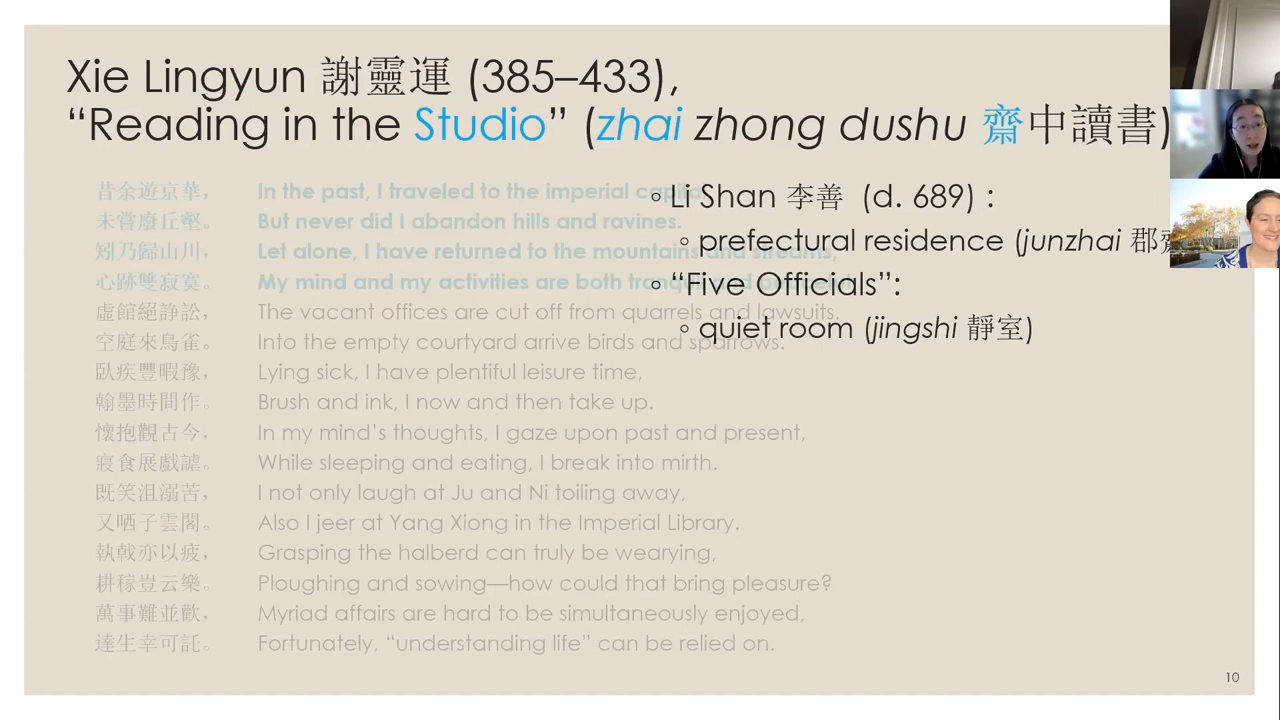 Xie Lingyun 謝靈運 (385–433),
“Reading in the Studio” (zhai zhong dushu 齋中讀書)
昔余遊京華， In the past, I traveled to the imperial capital
未嘗廢丘壑。 But never did I abandon hills and ravines.
矧乃歸山川， Let alone, I have returned to the mountains and streams,
心跡雙寂寞。 My mind and my activities are both tranquil and
虛館絕諍訟， The vacant offices are cut off from quarrels and lawsuits,
空庭來鳥雀。 Into the empty courtyard arrive birds and sparrows.
臥疾豐暇豫， Lying sick, I have plentiful leisure time,
翰墨時間作。 Brush and ink, I now and then take up.
懷抱觀古今， In my mind’s thoughts, I gaze upon past and present,
寢食展戲謔。 While sleeping and eating, I break into mirth.
既笑沮溺苦， I not only laugh at Ju and Ni toiling away,
又哂子雲閣。 Also I jeer at Yang Xiong in the Imperial Library.
執戟亦以疲， Grasping the halberd can truly be wearying,
耕稼豈云樂。 Ploughing and sowing—how could that bring pleasure?
萬事難並歡， Myriad affairs are hard to be simultaneously enjoyed,
達生幸可託。 Fortunately, “understanding life” can be relied on.
◦ Li Shan 李善 (d. 689) :
◦ prefectural residence (junzhai 郡齋
◦ “Five Officials”:
◦ quiet room (jingshi 靜室)
10